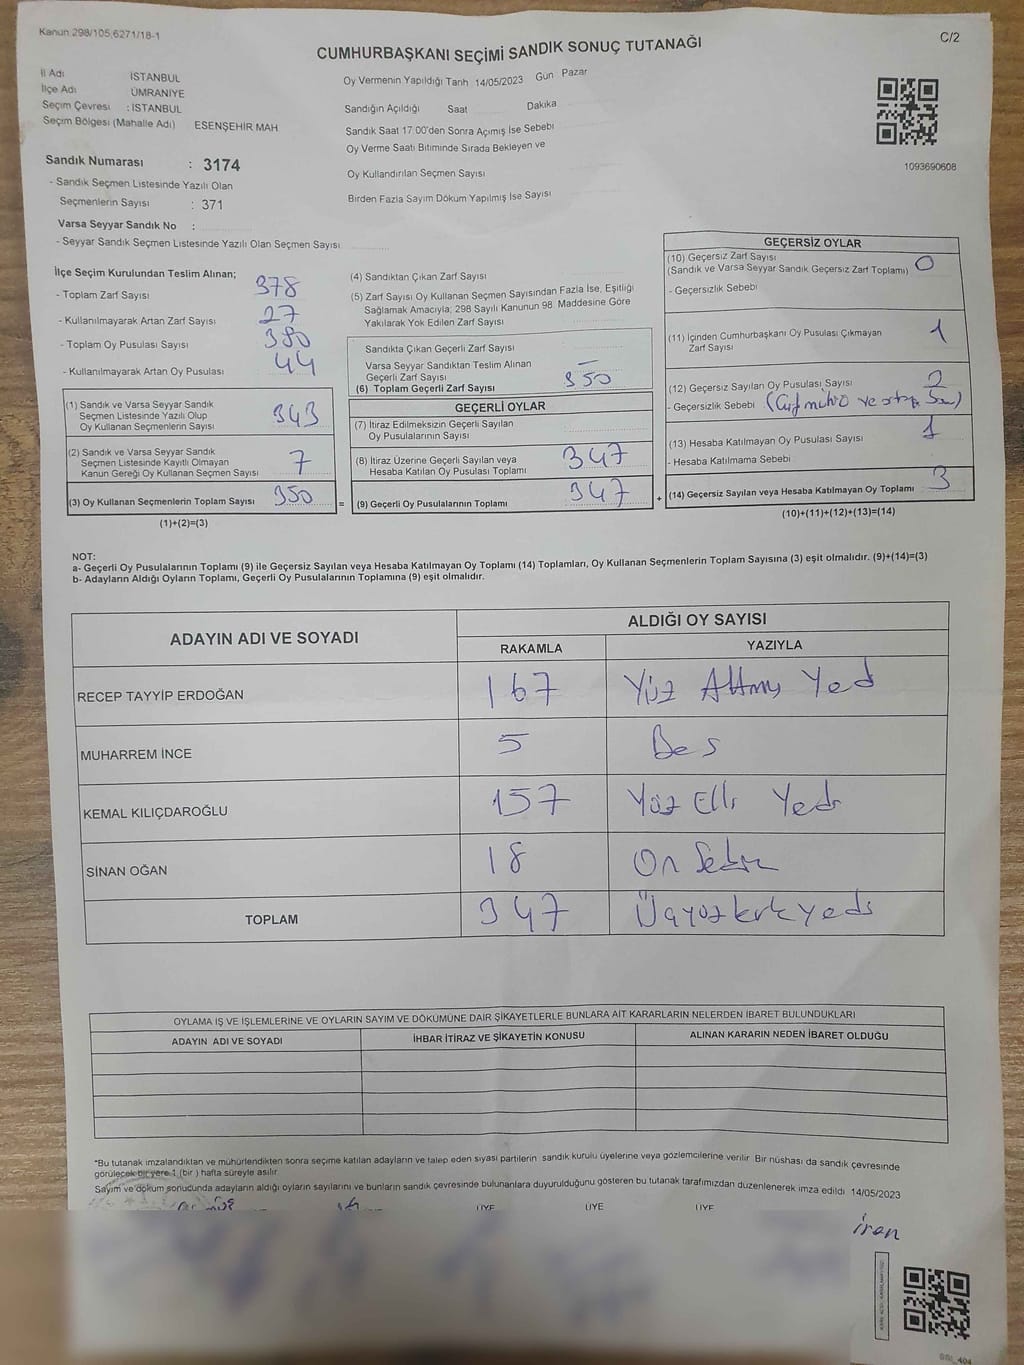 Kanun 298/105,6271/18-1
C/2
CUMHURBAŞKANI SEÇİMİ SANDIK SONUÇ TUTANAĞI
İl Adı İSTANBUL
İlçe Adı ÜMRANİYE
Seçim Çevresi : İSTANBUL
Seçim Bölgesi (Mahalle Adı) ESENŞEHİR MAH
Oy Vermenin Yapıldığı Tarih 14/05/2023 Gün Pazar
Sandığın Açıldığı Saat Dakika
Sandık Saat 17.00'den Sonra Açılmış İse Sebebi
Oy Verme Saati Bitiminde Sırada Bekleyen ve
Oy Kullandırılan Seçmen Sayısı
Birden Fazla Sayım Döküm Yapılmış İse Sayısı
1093690608
Sandık Numarası : 3174
- Sandık Seçmen Listesinde Yazılı Olan
Seçmenlerin Sayısı : 371
Varsa Seyyar Sandık No :
- Seyyar Sandık Seçmen Listesinde Yazılı Olan Seçmen Sayısı
İlçe Seçim Kurulundan Teslim Alınan;
- Toplam Zarf Sayısı 378
- Kullanılmayarak Artan Zarf Sayısı 27
- Toplam Oy Pusulası Sayısı 380
- Kullanılmayarak Artan Oy Pusulası 44
(1) Sandık ve Varsa Seyyar Sandık
Seçmen Listesinde Yazılı Olup
Oy Kullanan Seçmenlerin Sayısı 343
(2) Sandık ve Varsa Seyyar Sandık
Seçmen Listesinde Kayıtlı Olmayan
Kanun Gereği Oy Kullanan Seçmen Sayısı 7
(3) Oy Kullanan Seçmenlerin Toplam Sayısı 350 =
(1)+(2)=(3)
(4) Sandıktan Çıkan Zarf Sayısı
(5) Zarf Sayısı Oy Kullanan Seçmen Sayısından Fazla İse, Eşitliği
Sağlamak Amacıyla; 298 Sayılı Kanunun 98. Maddesine Göre
Yakılarak Yok Edilen Zarf Sayısı
Sandıkta Çıkan Geçerli Zarf Sayısı
Varsa Seyyar Sandıktan Teslim Alınan
Geçerli Zarf Sayısı –
(6) Toplam Geçerli Zarf Sayısı 350
GEÇERLİ OYLAR
(7) İtiraz Edilmeksizin Geçerli Sayılan
Oy Pusulalarının Sayısı
(8) İtiraz Üzerine Geçerli Sayılan veya
Hesaba Katılan Oy Pusulası Toplamı 347
(9) Geçerli Oy Pusulalarının Toplamı 347 +
GEÇERSİZ OYLAR
(10) Geçersiz Zarf Sayısı
(Sandık ve Varsa Seyyar Sandık Geçersiz Zarf Toplamı) 0
- Geçersizlik Sebebi
(11) İçinden Cumhurbaşkanı Oy Pusulası Çıkmayan
Zarf Sayısı 1
(12) Geçersiz Sayılan Oy Pusulası Sayısı 2
- Geçersizlik Sebebi
(13) Hesaba Katılmayan Oy Pusulası Sayısı 1
- Hesaba Katılmama Sebebi
(14) Geçersiz Sayılan veya Hesaba Katılmayan Oy Toplamı 3
(10)+(11)+(12)+(13)=(14)
NOT:
a- Geçerli Oy Pusulalarının Toplamı (9) ile Geçersiz Sayılan veya Hesaba Katılmayan Oy Toplamı (14) Toplamları, Oy Kullanan Seçmenlerin Toplam Sayısına (3) eşit olmalıdır. (9)+(14)=(3)
b- Adayların Aldığı Oyların Toplamı, Geçerli Oy Pusulalarının Toplamına (9) eşit olmalıdır.
ADAYIN ADI VE SOYADI
ALDIĞI OY SAYISI
RAKAMLA YAZIYLA
RECEP TAYYİP ERDOĞAN 167 Yüz Altmış Yedi
MUHARREM İNCE 5 Beş
KEMAL KILIÇDAROĞLU 157 Yüz Elli Yedi
SİNAN OĞAN 18 On Sekiz
TOPLAM 347 Üçyüzkırkyedi
OYLAMA İŞ VE İŞLEMLERİNE VE OYLARIN SAYIM VE DÖKÜMÜNE DAİR ŞİKAYETLERLE BUNLARA AİT KARARLARIN NELERDEN İBARET BULUNDUKLARI
ADAYIN ADI VE SOYADI İHBAR İTİRAZ VE ŞİKAYETİN KONUSU ALINAN KARARIN NEDEN İBARET OLDUĞU
*Bu tutanak imzalandıktan ve mühürlendikten sonra seçime katılan adayların ve talep eden siyasi partilerin sandık kurulu üyelerine veya gözlemcilerine verilir. Bir nüshası da sandık çevresinde
görülecek bir yere 1 (bir) hafta süreyle asılır.
Sayım ve döküm sonucunda adayların aldığı oyların sayılarını ve bunların sandık çevresinde bulunanlara duyurulduğunu gösteren bu tutanak tarafımızdan düzenlenerek imza edildi. 14/05/2023
ÜYE ÜYE ÜYE
iren